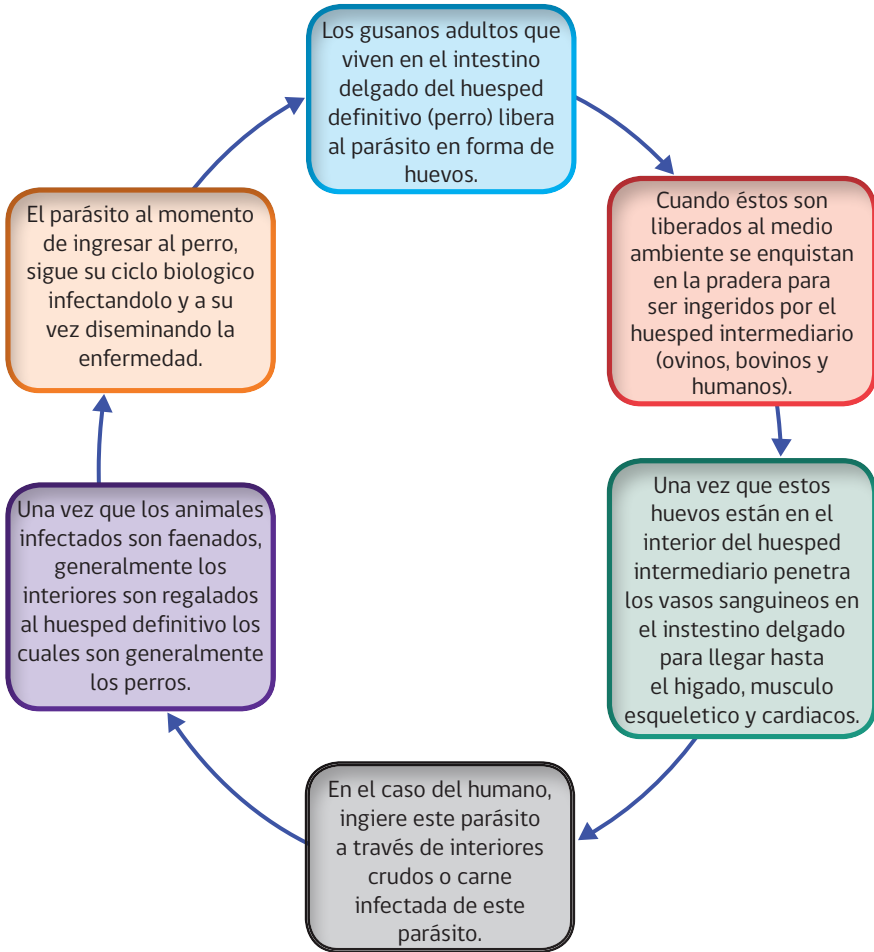 Los gusanos adultos que
viven en el intestino
delgado del huesped
definitivo (perro) libera
al parásito en forma de
huevos.
Cuando éstos son
liberados al medio
ambiente se enquistan
en la pradera para
ser ingeridos por el
huesped intermediario
(ovinos, bovinos y
humanos).
Una vez que estos
huevos están en el
interior del huesped
intermediario penetra
los vasos sanguineos en
el instestino delgado
para llegar hasta
el higado, musculo
esqueletico y cardiacos.
En el caso del humano,
ingiere este parásito
a través de interiores
crudos o carne
infectada de este
parásito.
Una vez que los animales
infectados son faenados,
generalmente los
interiores son regalados
al huesped definitivo los
cuales son generalmente
los perros.
El parásito al momento
de ingresar al perro,
sigue su ciclo biologico
infectandolo y a su
vez diseminando la
enfermedad.